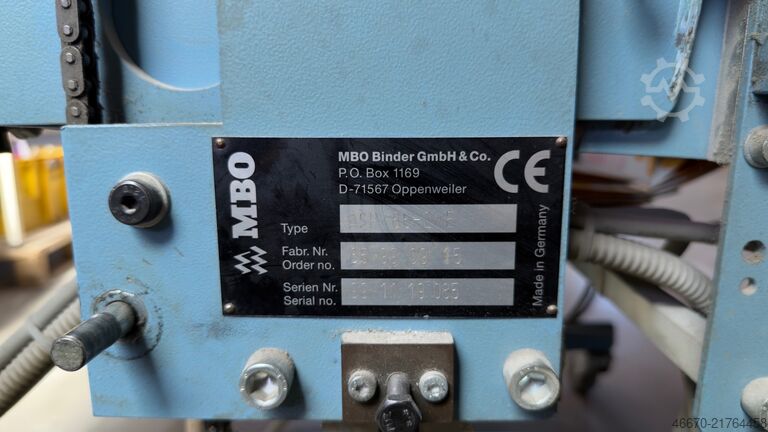 MBO
MBO Binder GmbH & Co.
P.O. Box 1169
D-71567 Oppenweiler
CE
Type
Fabr. Nr.
Order no.
Serien Nr.
Serial no.
Made in Germany
46670-21764458